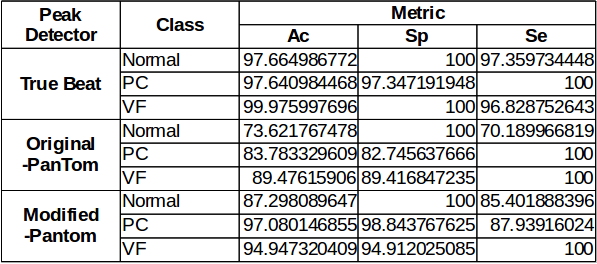 Peak Detector Class Metric
Ac Sp Se
True Beat Normal 97.664986772 100 97.359734448
PC 97.640984468 97.347191948 100
VF 99.975997696 100 96.828752643
Original -PanTom Normal 73.621767478 100 70.189966819
PC 83.783329609 82.745637666 100
VF 89.47615906 89.416847235 100
Modified -Pantom Normal 87.298089647 100 85.401888396
PC 97.080146855 98.843767625 87.93916024
VF 94.947320409 94.912025085 100